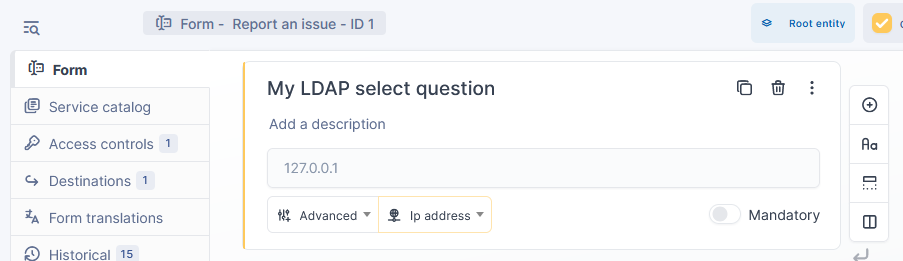 Form - Report an issue - ID 1
Root entity
Form
Service catalog
Access controls 1
Destinations 1
Form translations
Historical 15
My LDAP select question
Add a description
127.0.0.1
Advanced
Ip address
Mandatory
Aa